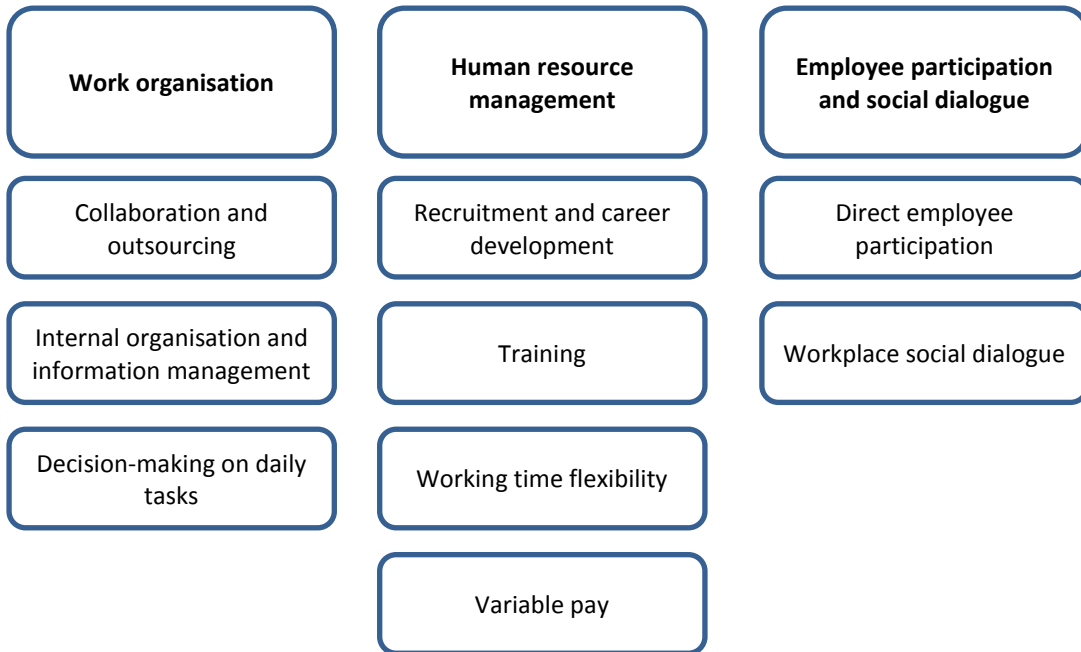 Work organisation
Human resource
management
Employee participation
and social dialogue
Collaboration and
outsourcing
Recruitment and career
development
Direct employee
participation
Internal organisation and
information management
Training
Workplace social dialogue
Decision-making on daily
tasks
Working time flexibility
Variable pay